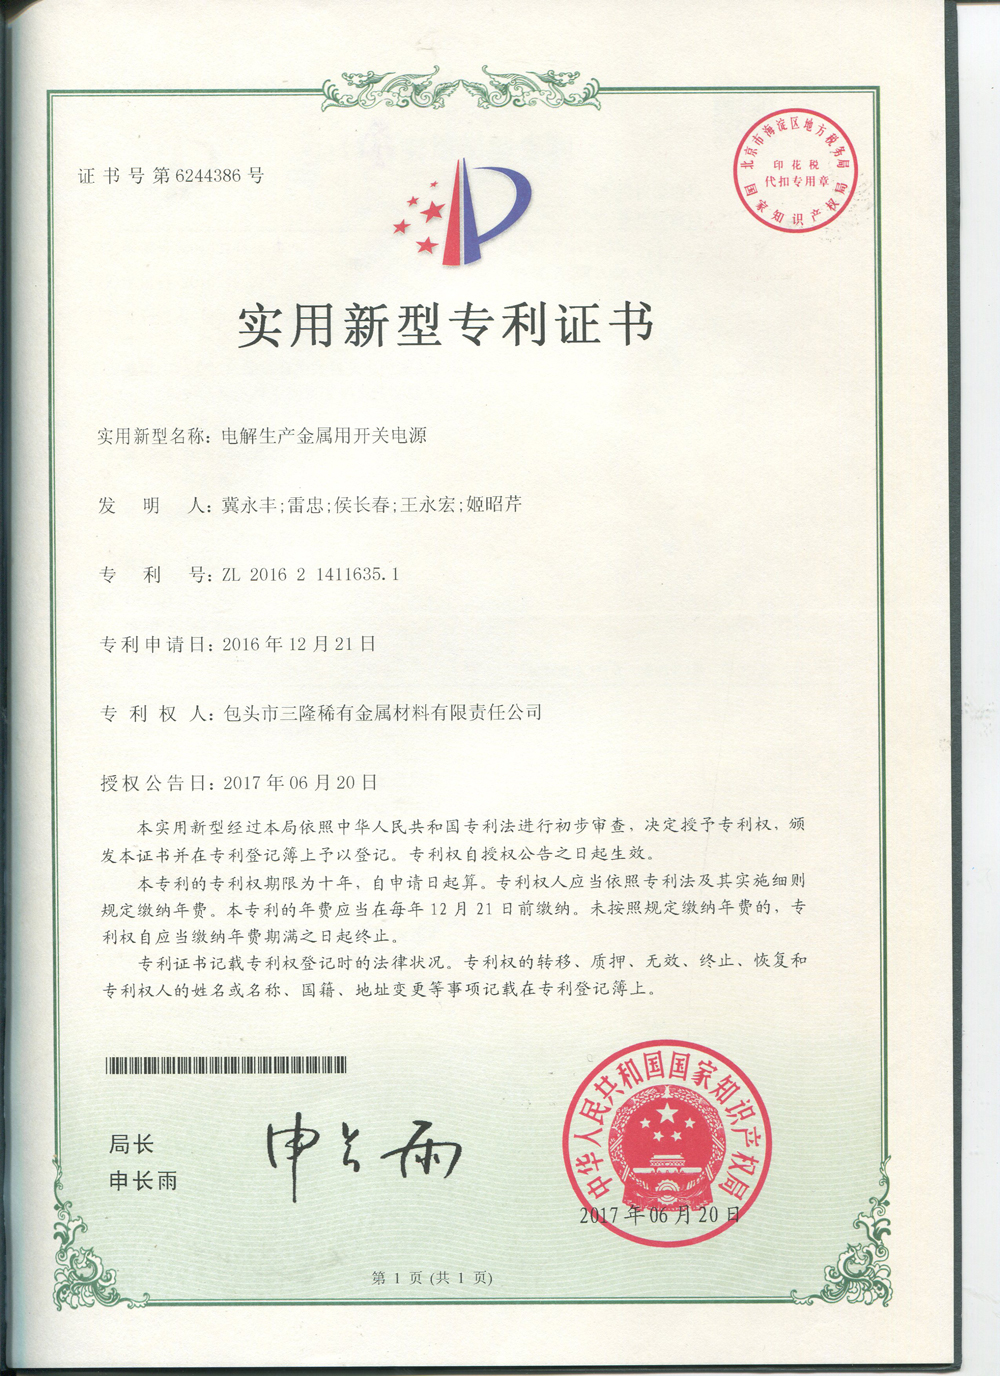 证书号第6244386号
北京市海淀区地方税务局
印花税
代扣专用章
国家知识产权局
实用新型专利证书
实用新型名称：电解生产金属用开关电源
发明人：冀永丰;雷忠;侯长春;王永宏;姬昭芹
专利号：ZL 2016 2 1411635.1
专利申请日：2016年12月21日
专利权人：包头市三隆稀有金属材料有限责任公司
授权公告日：2017年06月20日
本实用新型经过本局依照中华人民共和国专利法进行初步审查，决定授予专利权，颁
发本证书并在专利登记簿上予以登记。专利权自授权公告之日起生效。
本专利的专利权期限为十年，自申请日起算。专利权人应当依照专利法及其实施细则
规定缴纳年费。本专利的年费应当在每年12月21日前缴纳。未按照规定缴纳年费的，专
利权自应当缴纳年费期满之日起终止。
专利证书记载专利权登记时的法律状况。专利权的转移、质押、无效、终止、恢复和
专利权人的姓名或名称、国籍、地址变更等事项记载在专利登记簿上。
局长
申长雨
申长雨
中华人民共和国国家知识产权局
2017年06月20日
第1页(共1页)